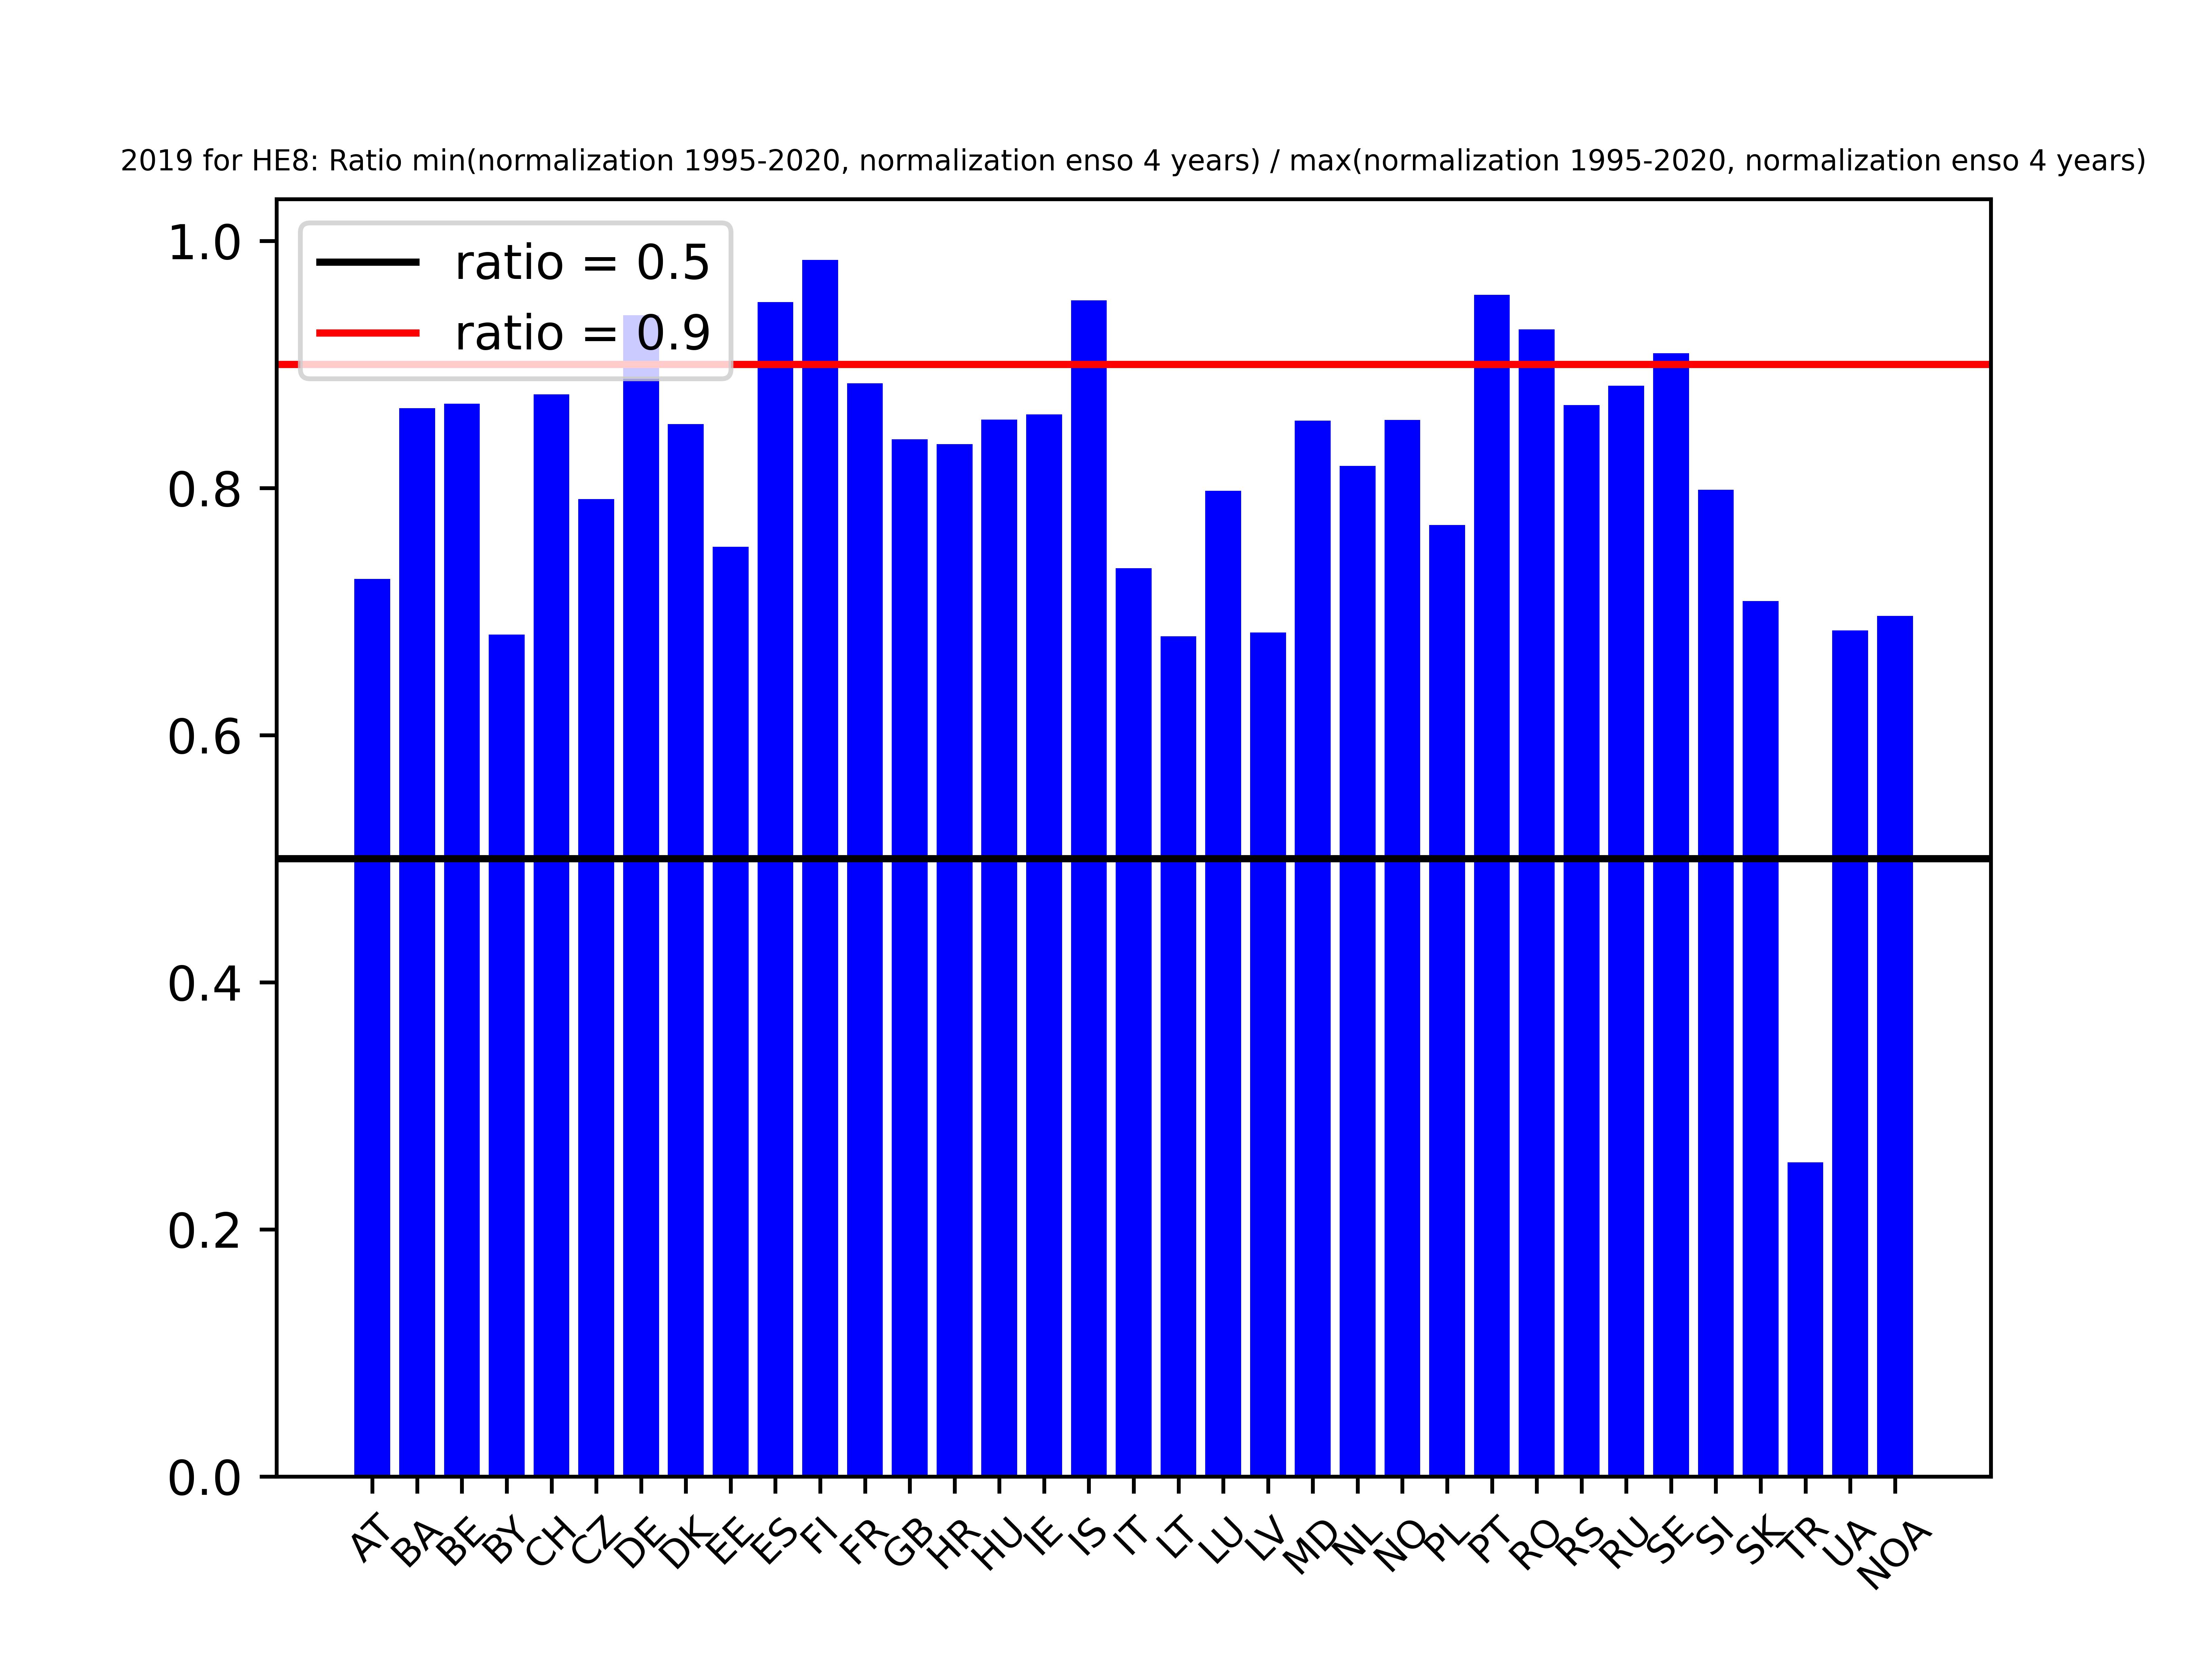 2019 for HE8: Ratio min(normalization 1995-2020, normalization enso 4 years) / max(normalization 1995-2020, normalization enso 4 years)
1.0
ratio = 0.5
ratio = 0.9
0.8
0.6
0.4
0.2
0.0
AT BA BE BY CH CZ DE DK EE ES FI FR GB HR HU IE IS IT LT LU LV MD NL NO PL PT RO RS RU SE SI SK TR UA NOA